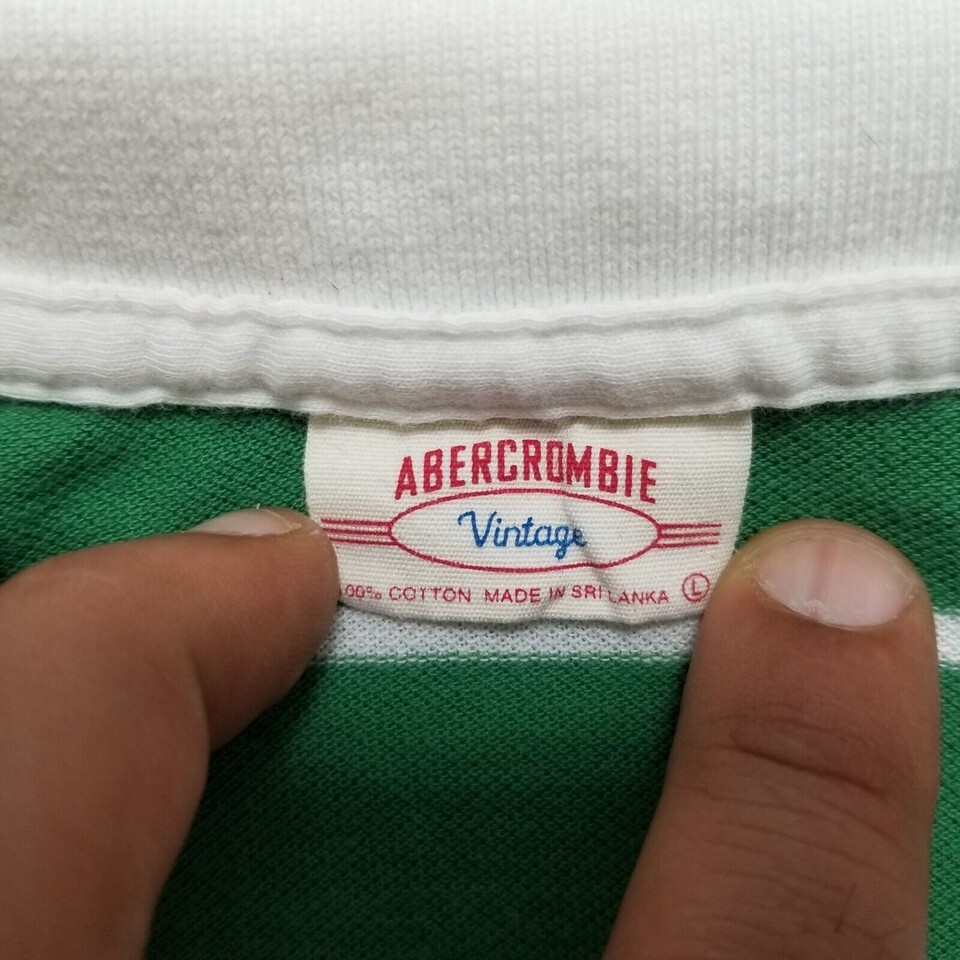 ABERCROMBIE
Vintage
00% COTTON MADE IN SRI LANKA L